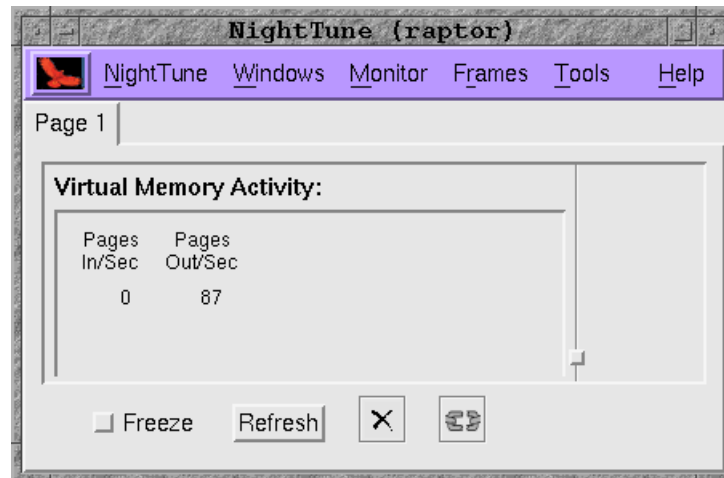 NightTune (raptor)
NightTune Windows Monitor Frames Tools Help
Page 1
Virtual Memory Activity:
Pages Pages
In/Sec Out/Sec
0 87
Freeze Refresh